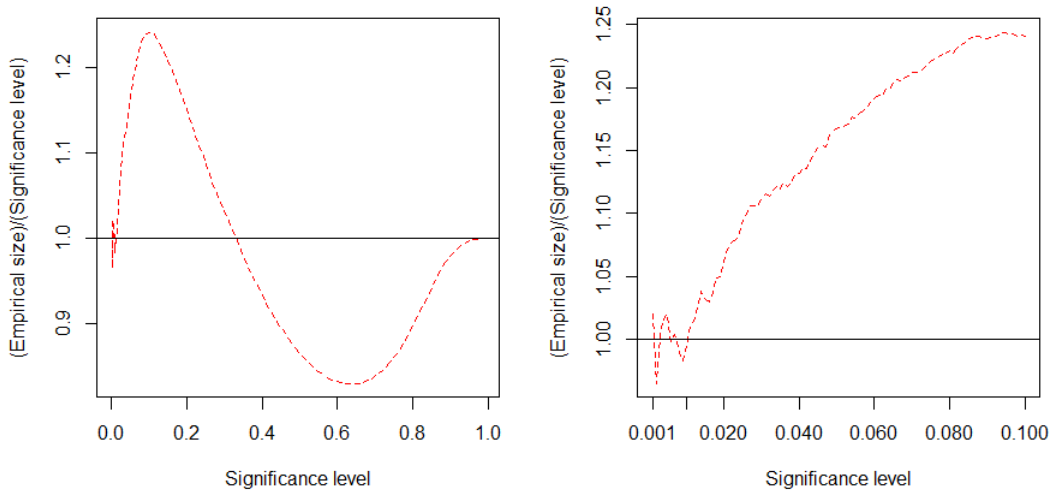 (Empirical size)/(Significance level)
1.2
1.1
1.0
0.9
0.0 0.2 0.4 0.6 0.8 1.0
Significance level
(Empirical size)/(Significance level)
1.25
1.20
1.15
1.10
1.05
1.00
0.001 0.020 0.040 0.060 0.080 0.100
Significance level